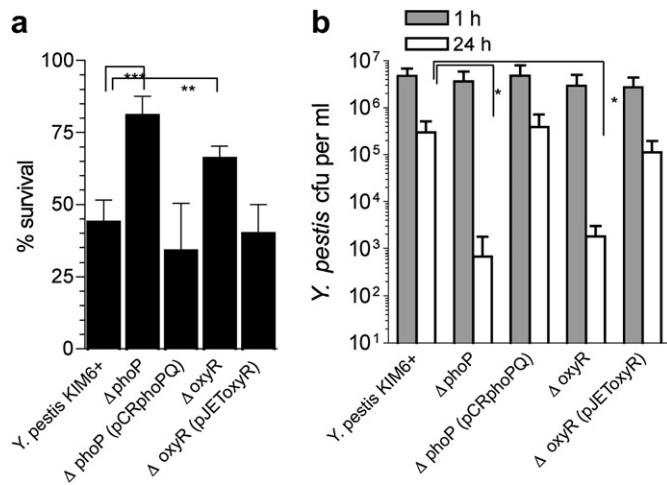 a
100
75
50
25
0
% survival
***
**
Y. pestis KIM6+
Δ phoP
Δ phoP (pCRphoPQ)
Δ oxyR
Δ oxyR (pJEToxyR)
b
1 h
24 h
10⁷
10⁶
10⁵
10⁴
10³
10²
10¹
Y. pestis cfu per ml
*
*
Y. pestis KIM6+
Δ phoP
Δ phoP (pCRphoPQ)
Δ oxyR
Δ oxyR (pJEToxyR)